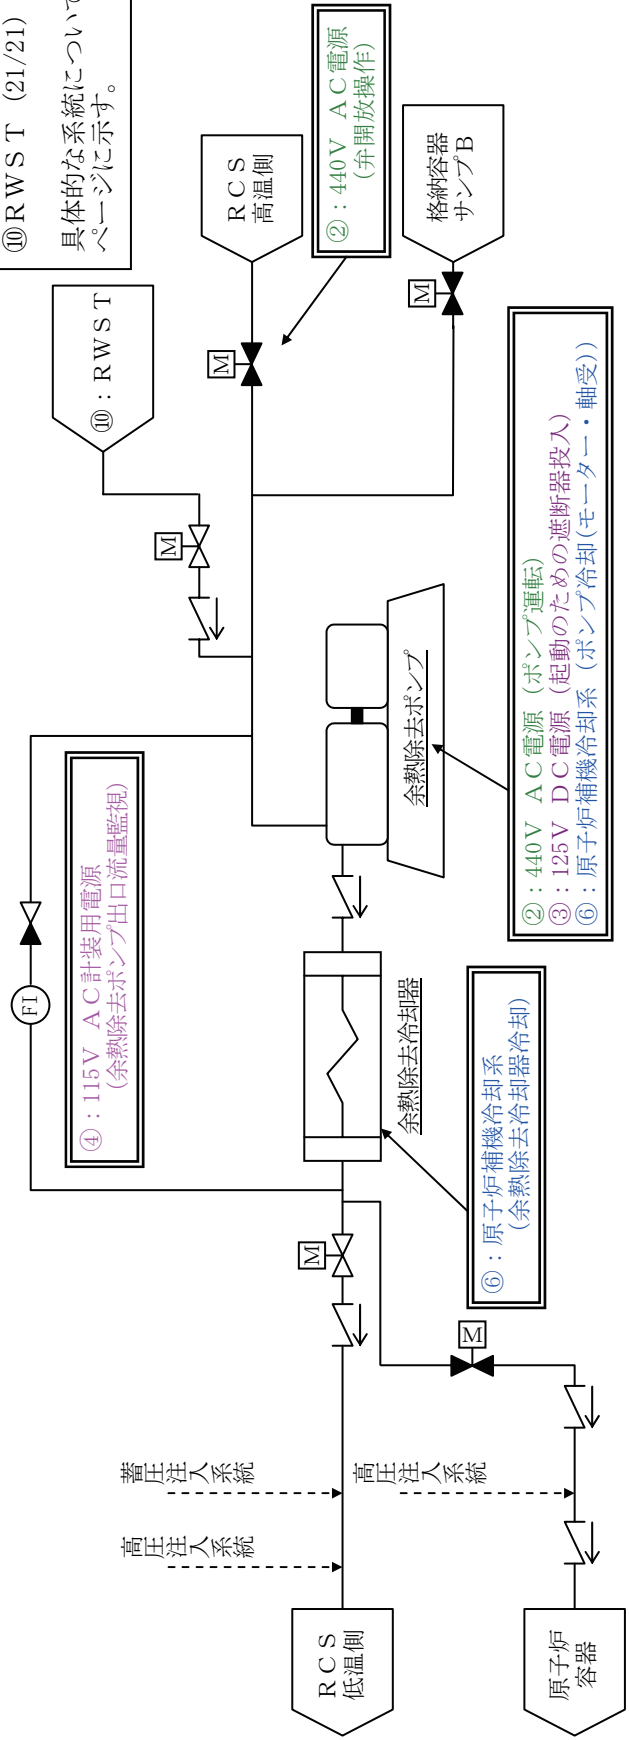 ⑩RWST (21/21)
具体的な系統について
ページに示す。
⑩:RWST
M
RCS
高温側
M
②:440V AC電源
(弁開放操作)
格納容器
サンプB
M
FI
④:115V AC計装用電源
(余熱除去ポンプ出口流量監視)
余熱除去ポンプ
②:440V AC電源 (ポンプ運転)
③:125V DC電源 (起動のための遮断器投入)
⑥:原子炉補機冷却系 (ポンプ冷却(モーター・軸受))
余熱除去冷却器
⑥:原子炉補機冷却系
(余熱除去冷却器冷却)
M
M
蓄圧注入系統
高圧注入系統
高圧注入系統
RCS
低温側
原子炉
容器